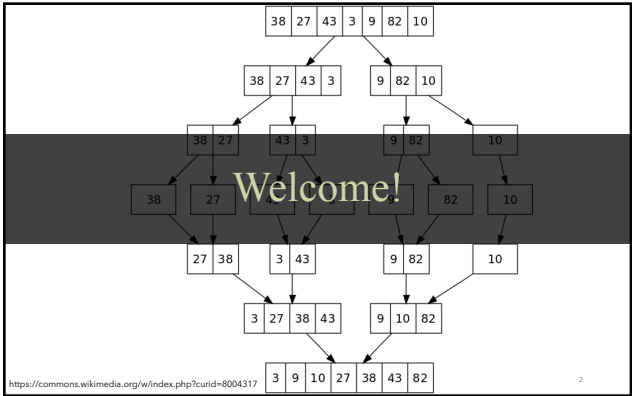 38 27 43 3 9 82 10
38 27 43 3 9 82 10
38 27 43 3 9 82 10
Welcome!
38 27 82 10
27 38 3 43 9 82 10
3 27 38 43 9 10 82
3 9 10 27 38 43 82
https://commons.wikimedia.org/w/index.php?curid=8004317
2